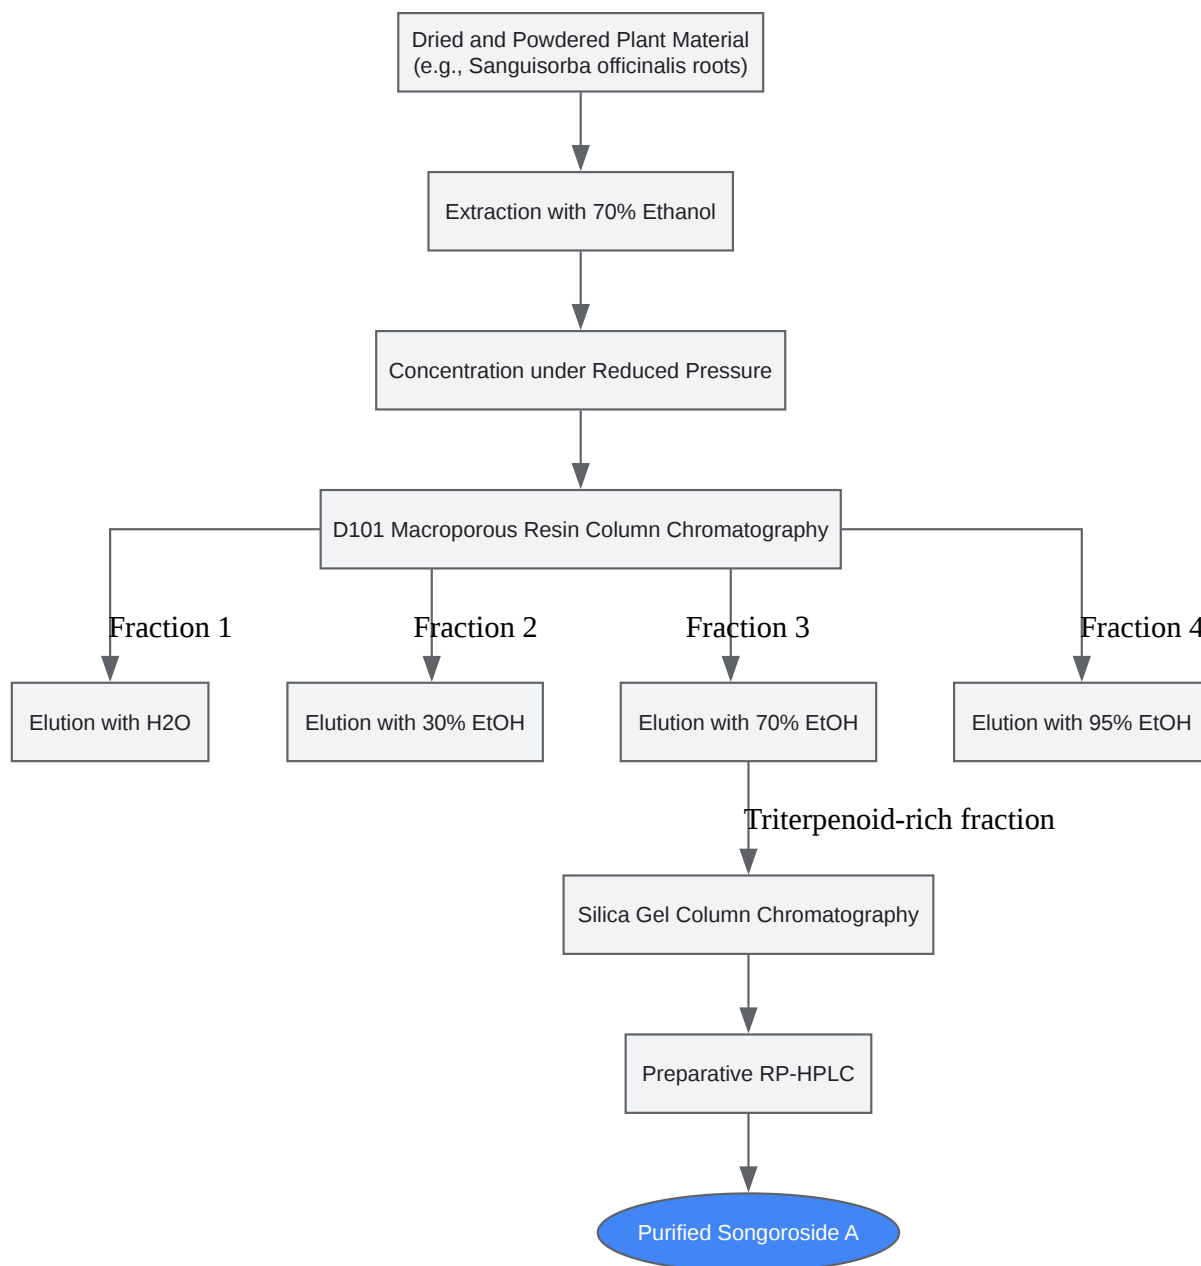 Dried and Powdered Plant Material
(e.g., Sanguisorba officinalis roots)
Extraction with 70% Ethanol
Concentration under Reduced Pressure
D101 Macroporous Resin Column Chromatography
Fraction 1
Fraction 2
Fraction 3
Fraction 4
Elution with H2O
Elution with 30% EtOH
Elution with 70% EtOH
Elution with 95% EtOH
Triterpenoid-rich fraction
Silica Gel Column Chromatography
Preparative RP-HPLC
Purified Songoroside A